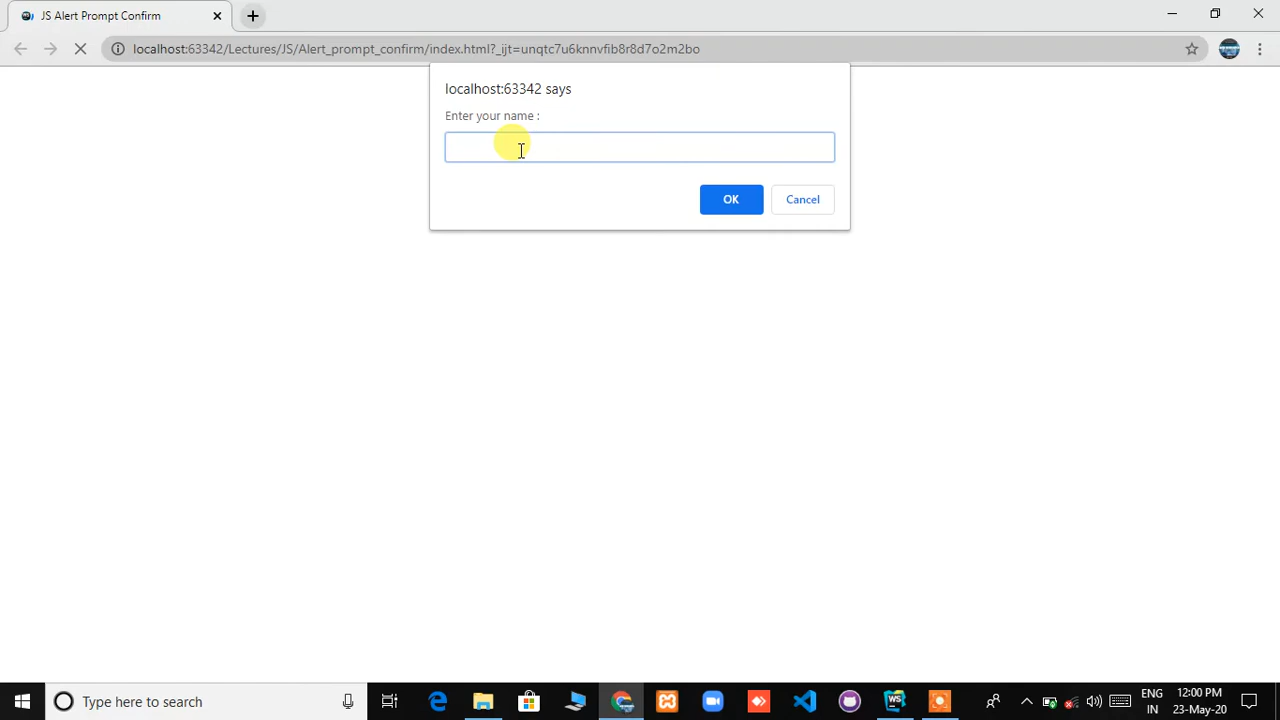 JS Alert Prompt Confirm
localhost:63342/Lectures/JS/Alert_prompt_confirm/index.html?_ijt=unqtc7u6knnvfib8r8d7o2m2bo
localhost:63342 says
Enter your name :
OK
Cancel
Type here to search
WS
ENG
IN
12:00 PM
23-May-20